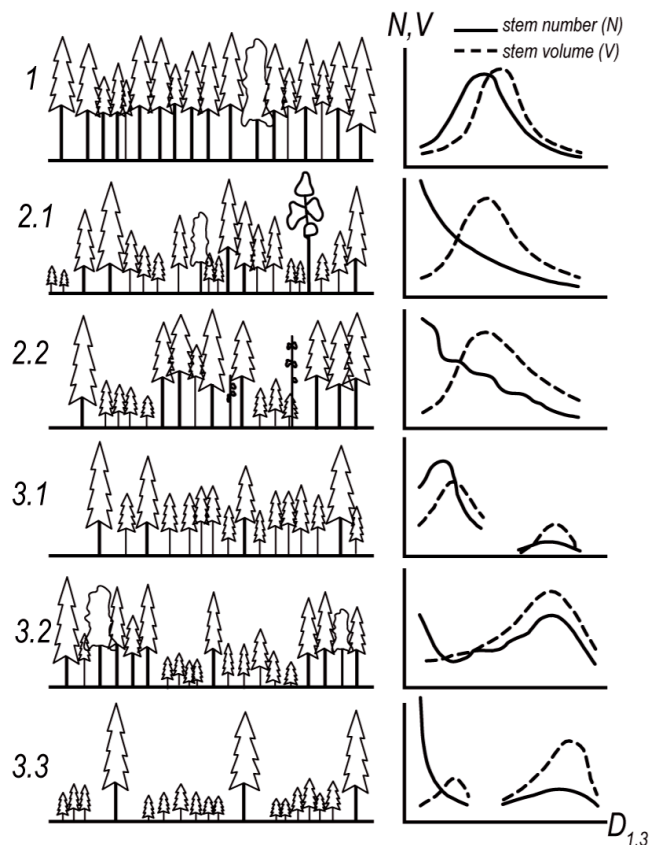 N,V
stem number (N)
stem volume (V)
1
2.1
2.2
3.1
3.2
3.3
D1,3